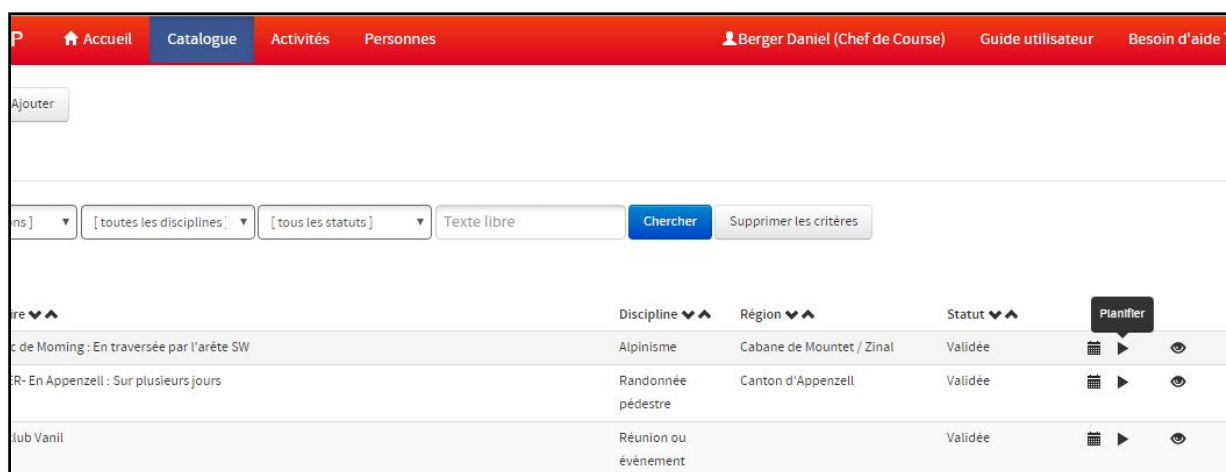 P Accueil Catalogue Activités Personnes Berger Daniel (Chef de Course) Guide utilisateur Besoin d'aide
Ajouter
ns ] [ toutes les disciplines ] [ tous les statuts ] Texte libre Chercher Supprimer les critères
Planifier
ire Discipline Région Statut
c de Moming : En traversée par l'arête SW Alpinisme Cabane de Mountet / Zinal Validée
ER- En Appenzell : Sur plusieurs jours Randonnée Canton d'Appenzell Validée
pédestre
club Vanil Réunion ou Validée
évènement